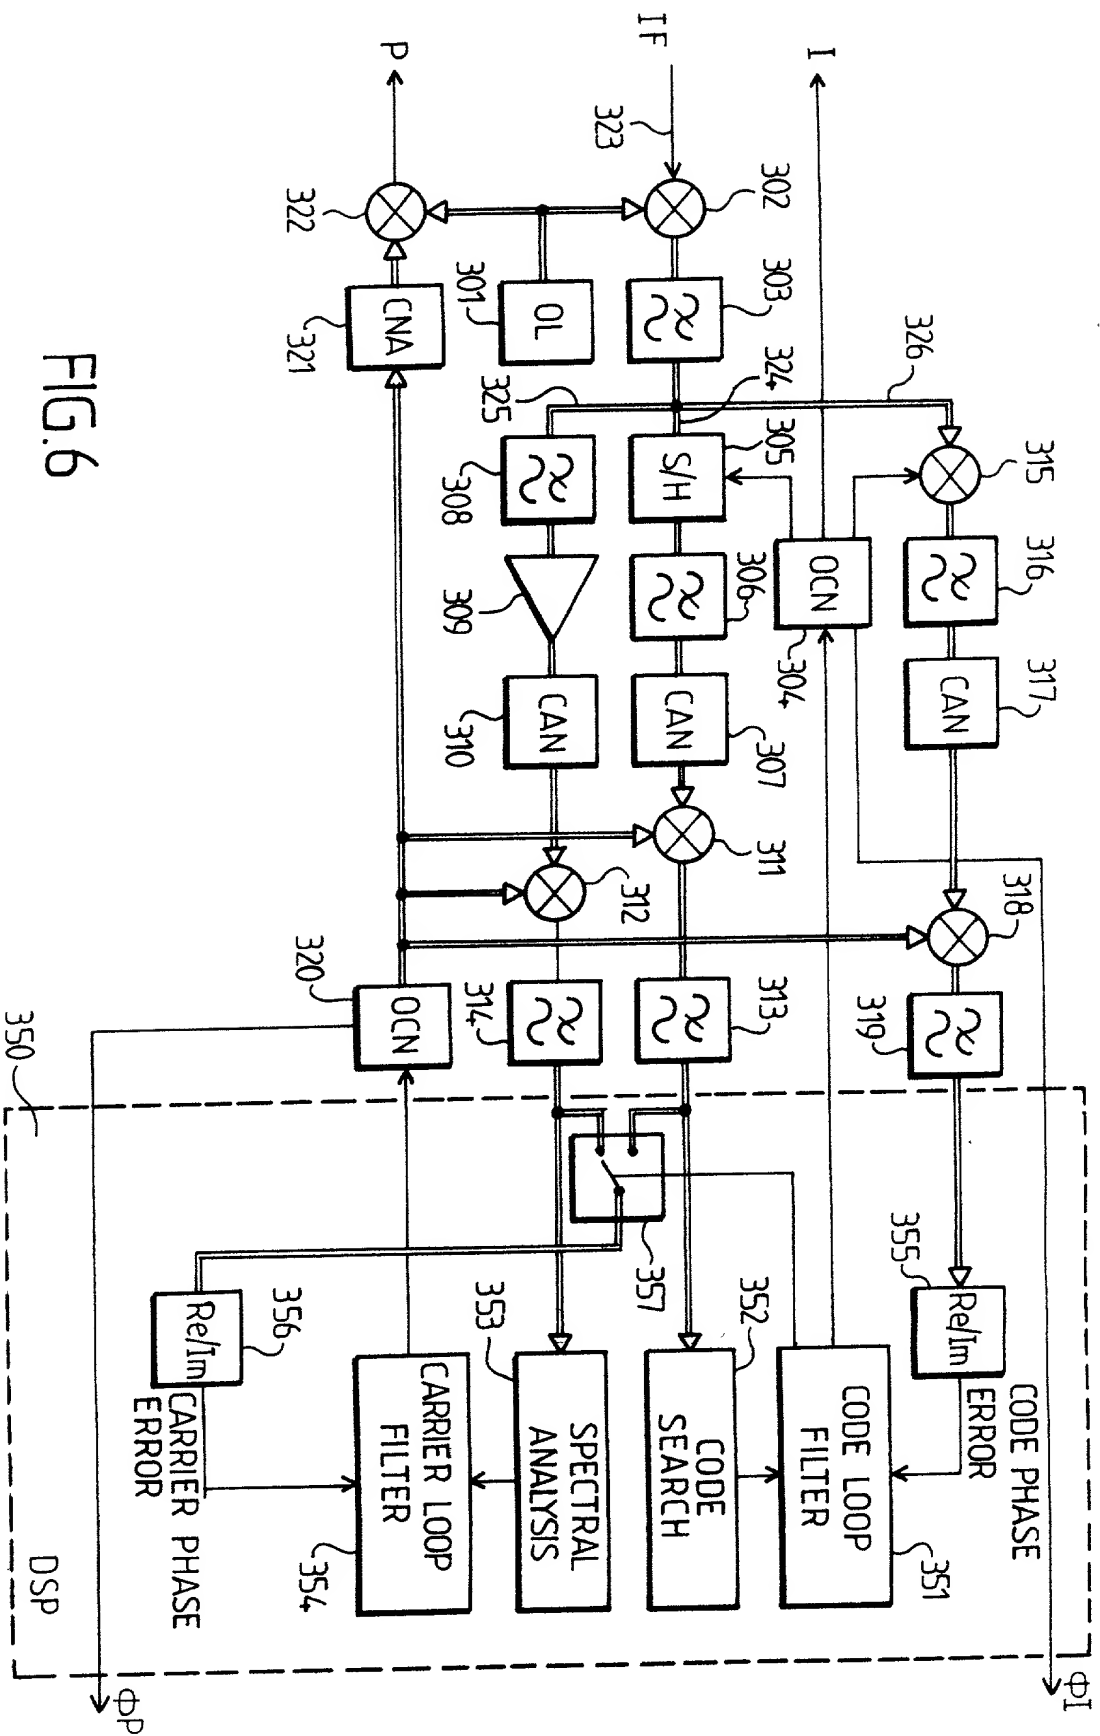 ΦI
315
316
317
318
CODE PHASE
ERROR
326
CAN
Re/Im
355
319
351
I
OCN
304
CODE LOOP
FILTER
302
303
324
305
306
307
311
313
352
IF
323
S/H
CAN
CODE
SEARCH
357
312
OL
301
325
308
309
CAN
310
314
353
SPECTRAL
ANALYSIS
P
322
CNA
321
320
OCN
CARRIER LOOP
FILTER
354
356
Re/Im
CARRIER PHASE
ERROR
ΦP
350
DSP
FIG.6